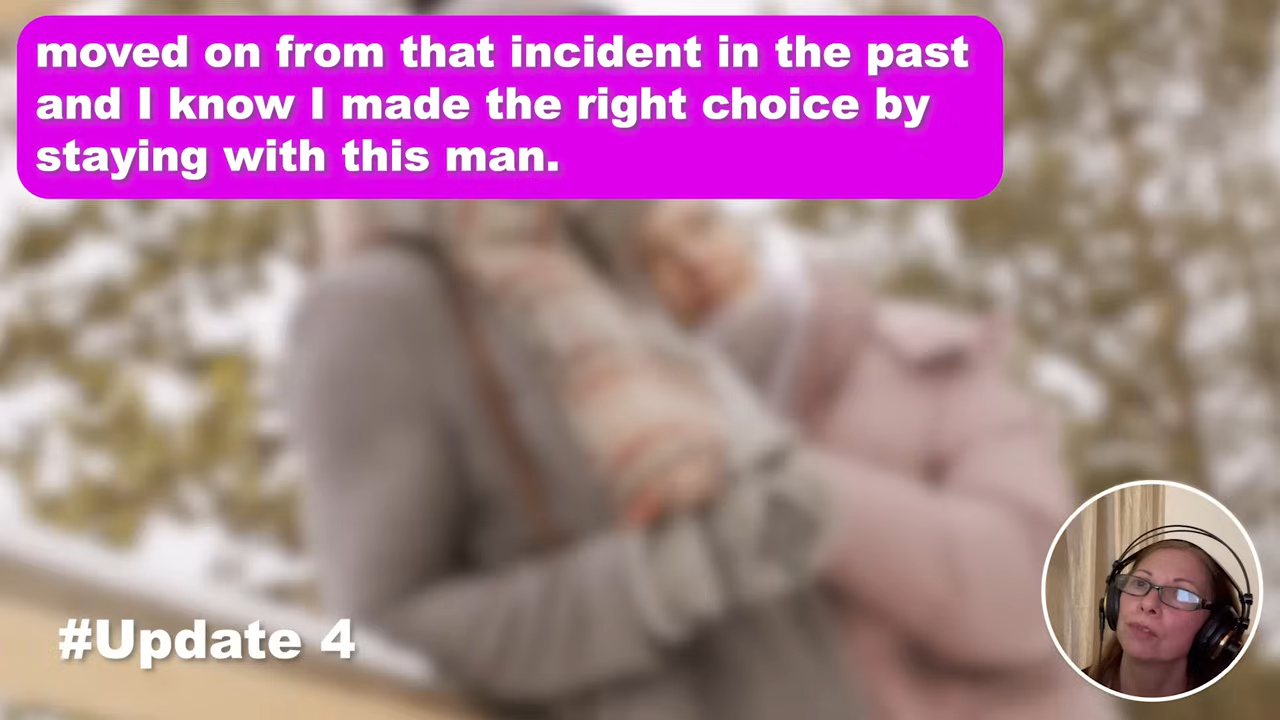 moved on from that incident in the past
and I know I made the right choice by
staying with this man.
#Update 4